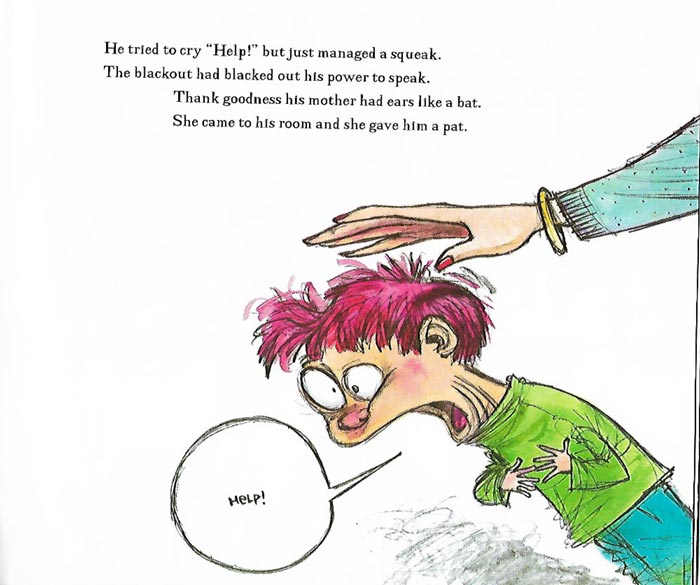 He tried to cry “Help!” but just managed a squeak.
The blackout had blacked out his power to speak.
Thank goodness his mother had ears like a bat.
She came to his room and she gave him a pat.
HELP!